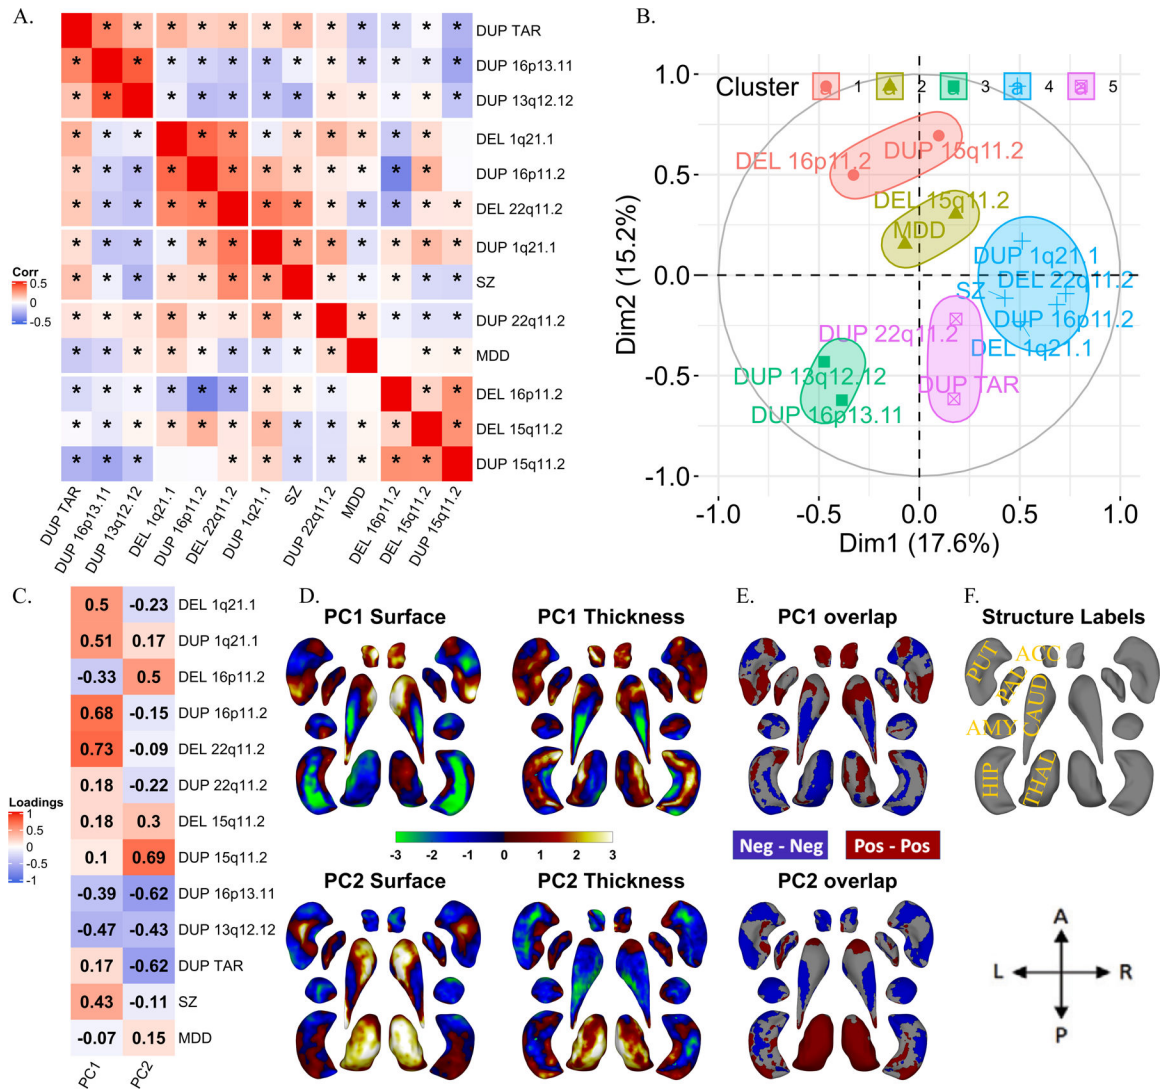 A.
DUP TAR
DUP 16p13.11
DUP 13q12.12
DEL 1q21.1
DUP 16p11.2
DEL 22q11.2
DUP 1q21.1
SZ
DUP 22q11.2
MDD
DEL 16p11.2
DEL 15q11.2
DUP 15q11.2
Corr
0.5
0
-0.5
DUP TAR
DUP 16p13.11
DUP 13q12.12
DEL 1q21.1
DUP 16p11.2
DEL 22q11.2
DUP 1q21.1
SZ
DUP 22q11.2
MDD
DEL 16p11.2
DEL 15q11.2
DUP 15q11.2
B.
Cluster a 1 a 2 a 3 a 4 a 5
1.0
0.5
0.0
-0.5
-1.0
Dim2 (15.2%)
DEL 16p11.2
DUP 15q11.2
DEL 15q11.2
MDD
DUP 1q21.1
DEL 22q11.2
SZ
DUP 16p11.2
DEL 1q21.1
DUP 22q11.2
DUP TAR
DUP 13q12.12
DUP 16p13.11
-1.0 -0.5 0.0 0.5 1.0
Dim1 (17.6%)
C.
0.5 -0.23 DEL 1q21.1
0.51 0.17 DUP 1q21.1
-0.33 0.5 DEL 16p11.2
0.68 -0.15 DUP 16p11.2
0.73 -0.09 DEL 22q11.2
0.18 -0.22 DUP 22q11.2
0.18 0.3 DEL 15q11.2
0.1 0.69 DUP 15q11.2
-0.39 -0.62 DUP 16p13.11
-0.47 -0.43 DUP 13q12.12
0.17 -0.62 DUP TAR
0.43 -0.11 SZ
-0.07 0.15 MDD
PC1 PC2
Loadings
1
0.5
0
-0.5
-1
D.
PC1 Surface
PC1 Thickness
-3 -2 -1 0 1 2 3
PC2 Surface
PC2 Thickness
E.
PC1 overlap
Neg - Neg
Pos - Pos
PC2 overlap
F.
Structure Labels
PUT
ACC
PAL
CAUD
AMY
HIP
THAL
A
L R
P